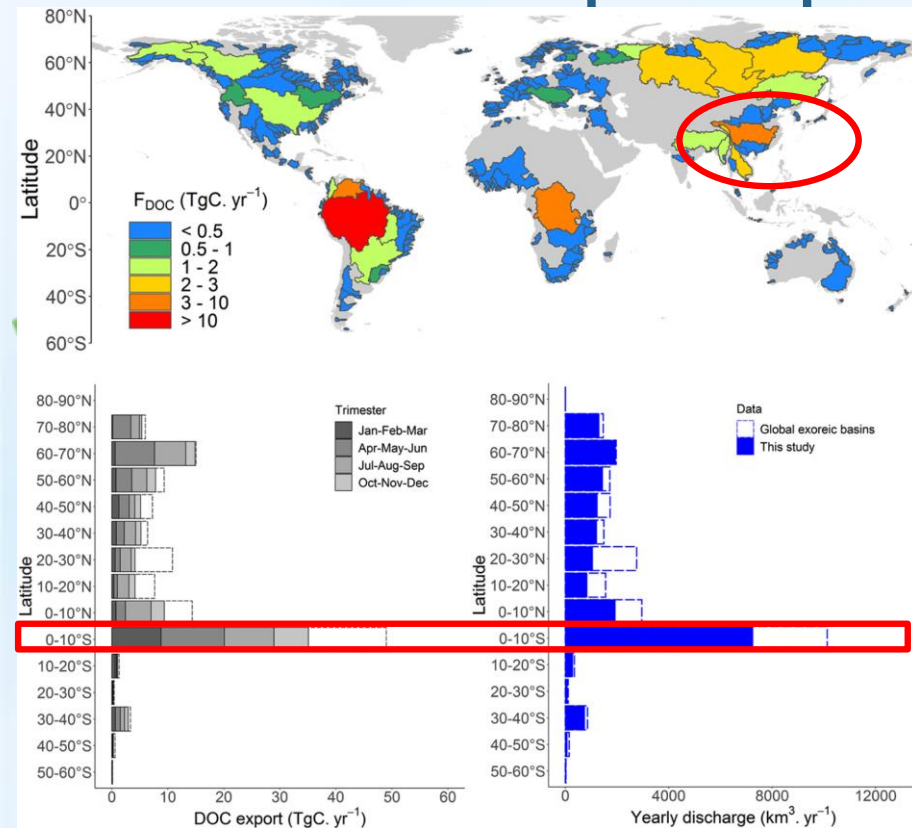 80°N
60°N
40°N
20°N
0°
20°S
40°S
60°S
Latitude
F_DOC (TgC. yr⁻¹)
< 0.5
0.5 - 1
1 - 2
2 - 3
3 - 10
> 10
80-90°N
70-80°N
60-70°N
50-60°N
40-50°N
30-40°N
20-30°N
10-20°N
0-10°N
0-10°S
10-20°S
20-30°S
30-40°S
40-50°S
50-60°S
Latitude
Trimester
Jan-Feb-Mar
Apr-May-Jun
Jul-Aug-Sep
Oct-Nov-Dec
0 10 20 30 40 50 60
DOC export (TgC. yr⁻¹)
80-90°N
70-80°N
60-70°N
50-60°N
40-50°N
30-40°N
20-30°N
10-20°N
0-10°N
0-10°S
10-20°S
20-30°S
30-40°S
40-50°S
50-60°S
Latitude
Data
Global exoreic basins
This study
0 4000 8000 12000
Yearly discharge (km³. yr⁻¹)